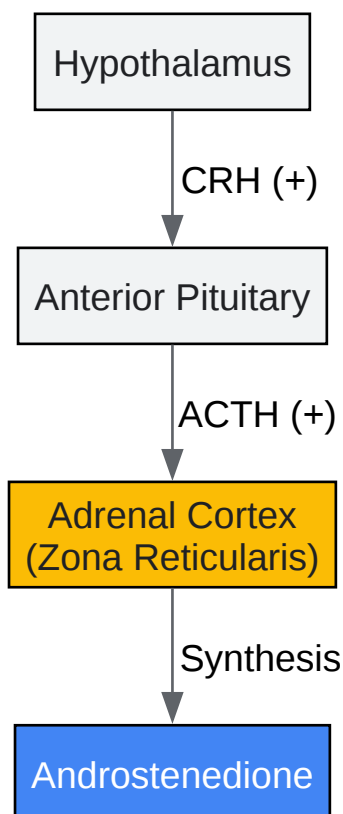 Hypothalamus
CRH (+)
Anterior Pituitary
ACTH (+)
Adrenal Cortex
(Zona Reticularis)
Synthesis
Androstenedione